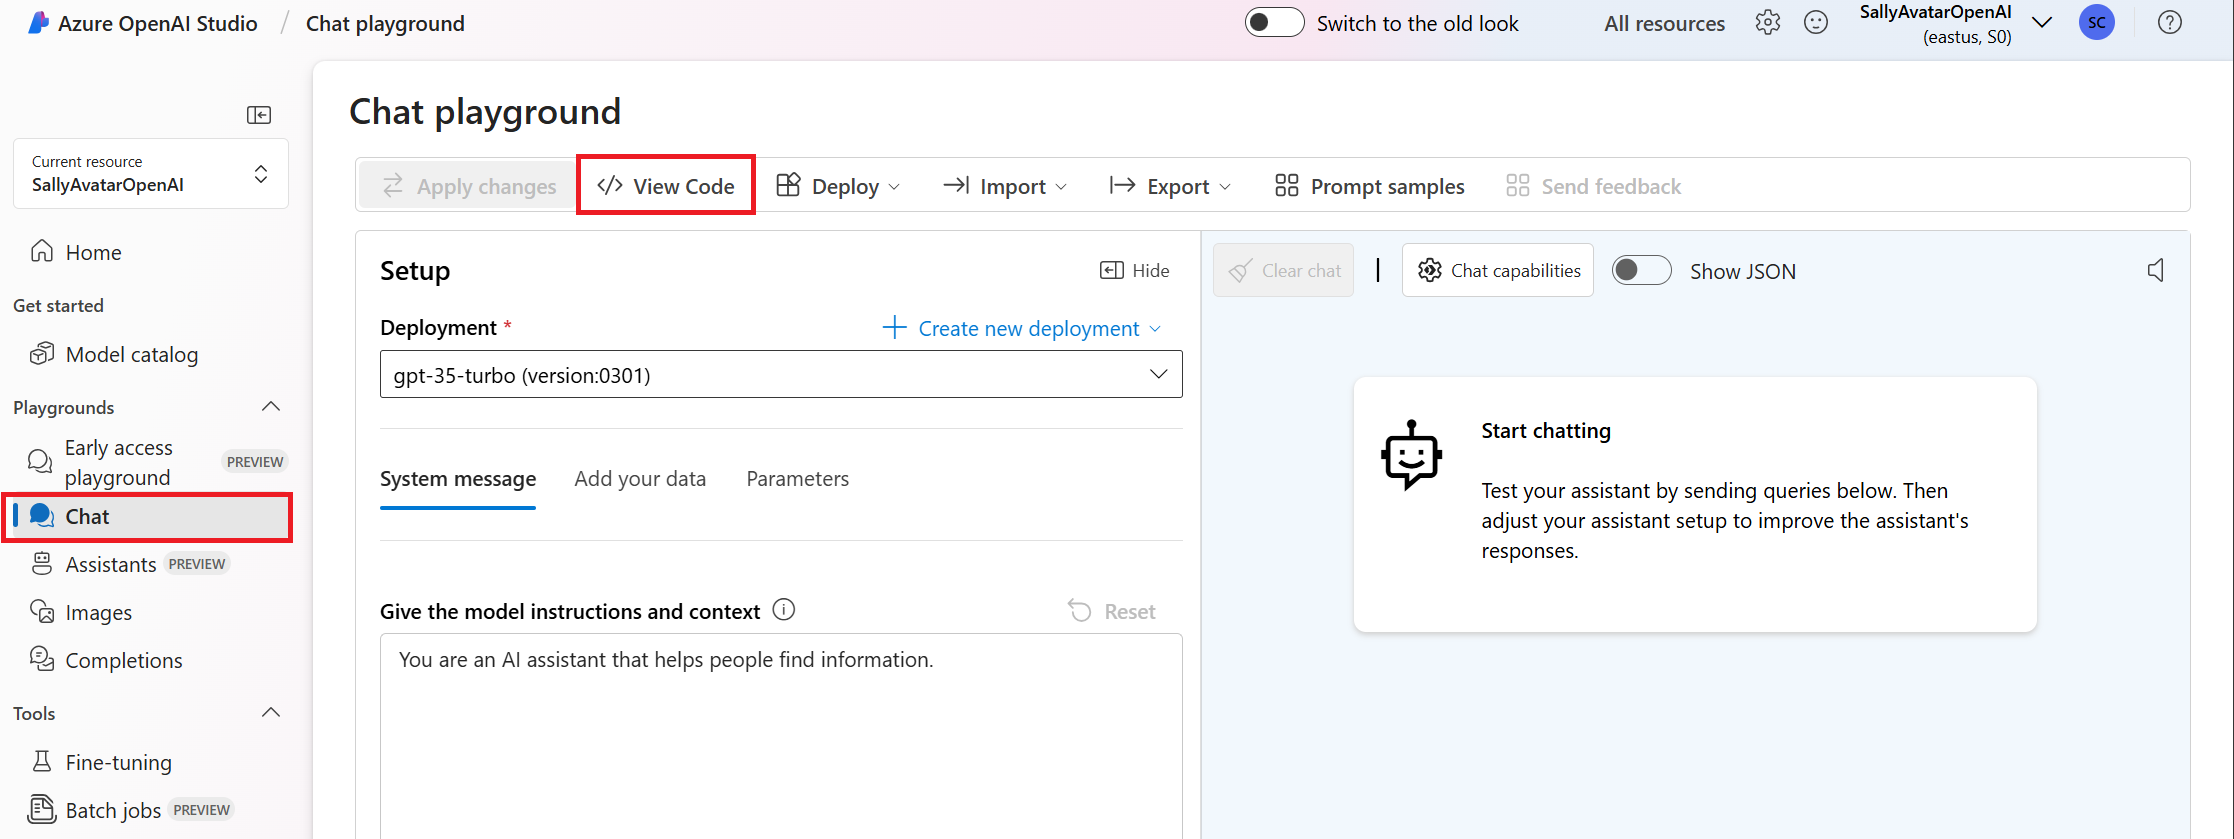 Azure OpenAI Studio / Chat playground
Switch to the old look
All resources
SallyAvatarOpenAI
(eastus, S0)
SC
Current resource
SallyAvatarOpenAI
Home
Get started
Model catalog
Playgrounds
Early access
playground
PREVIEW
Chat
Assistants PREVIEW
Images
Completions
Tools
Fine-tuning
Batch jobs PREVIEW
Chat playground
Apply changes
</> View Code
Deploy
Import
Export
Prompt samples
Send feedback
Setup
Hide
Deployment *
Create new deployment
gpt-35-turbo (version:0301)
System message
Add your data
Parameters
Give the model instructions and context
Reset
You are an AI assistant that helps people find information.
Clear chat
Chat capabilities
Show JSON
Start chatting
Test your assistant by sending queries below. Then
adjust your assistant setup to improve the assistant's
responses.